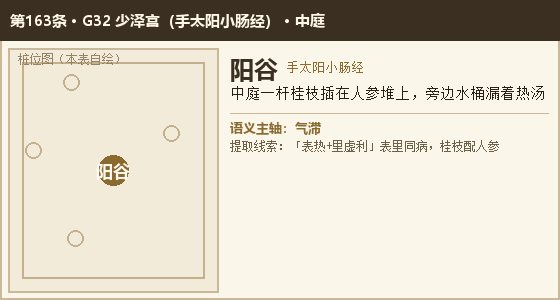 第163条・G32 少泽宫（手太阳小肠经）・中庭
桩位图（本表自绘）
阳谷
阳谷 手太阳小肠经
中庭一杆桂枝插在人参堆上，旁边水桶漏着热汤
语义主轴：气滞
提取线索：「表热+里虚利」表里同病，桂枝配人参